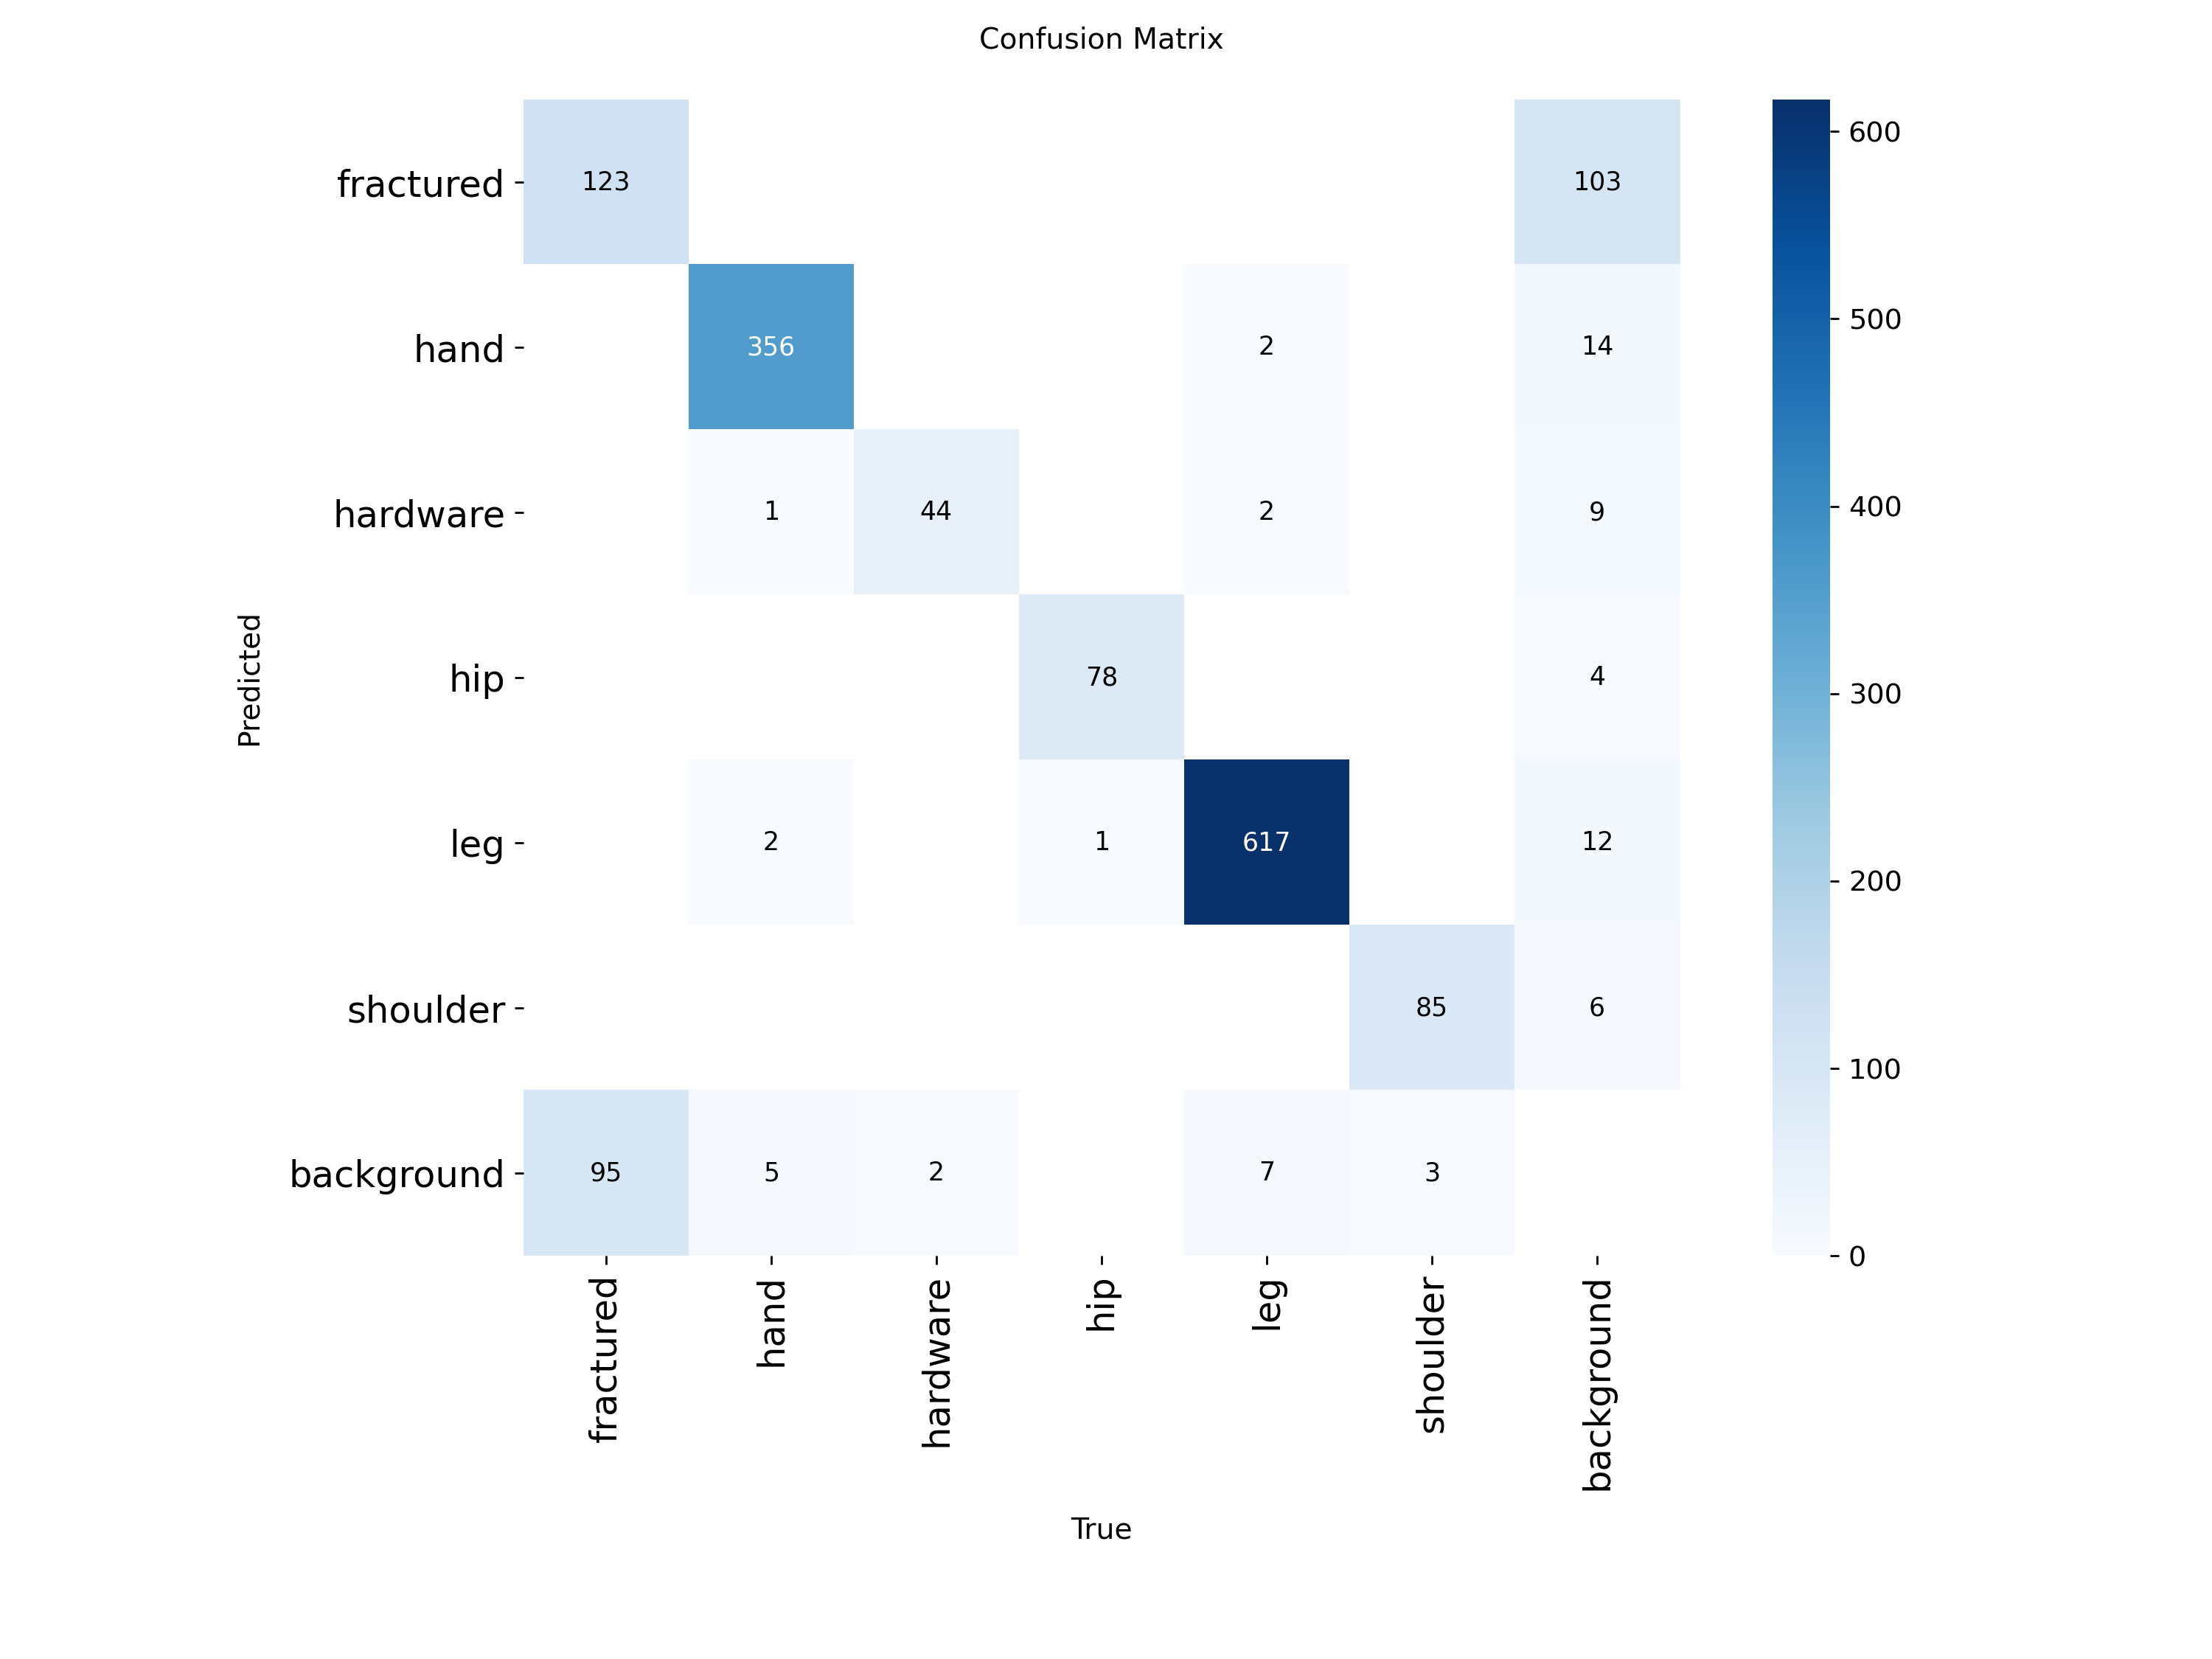 Confusion Matrix
fractured 123 103
hand 356 2 14
hardware 1 44 2 9
hip 78 4
leg 2 1 617 12
shoulder 85 6
background 95 5 2 7 3
Predicted
fractured hand hardware hip leg shoulder background
True
600
500
400
300
200
100
0